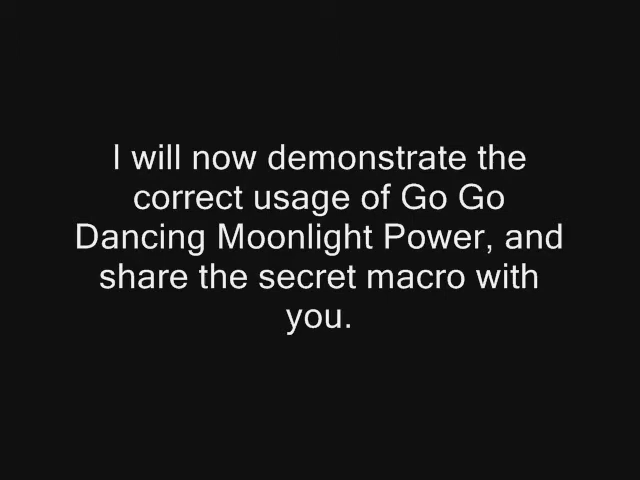 I will now demonstrate the
correct usage of Go Go
Dancing Moonlight Power, and
share the secret macro with
you.